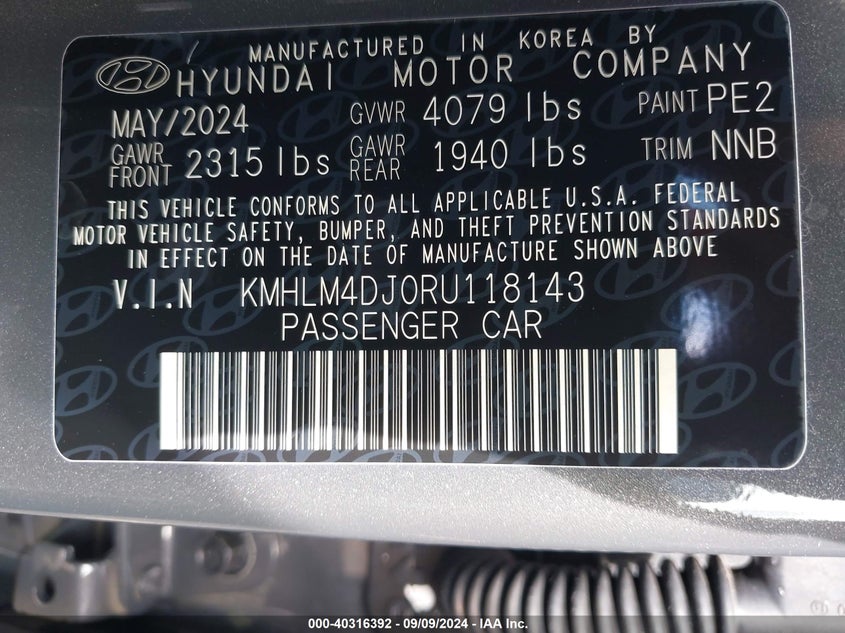 MANUFACTURED IN KOREA BY
HYUNDAI MOTOR COMPANY
MAY/2024 GVWR 4079 lbs PAINT PE2
GAWR FRONT 2315 lbs GAWR REAR 1940 lbs TRIM NNB
THIS VEHICLE CONFORMS TO ALL APPLICABLE U.S.A. FEDERAL
MOTOR VEHICLE SAFETY, BUMPER, AND THEFT PREVENTION STANDARDS
IN EFFECT ON THE DATE OF MANUFACTURE SHOWN ABOVE
V.I.N KMHLM4DJ0RU118143
PASSENGER CAR
000-40316392 - 09/09/2024 - IAA Inc.